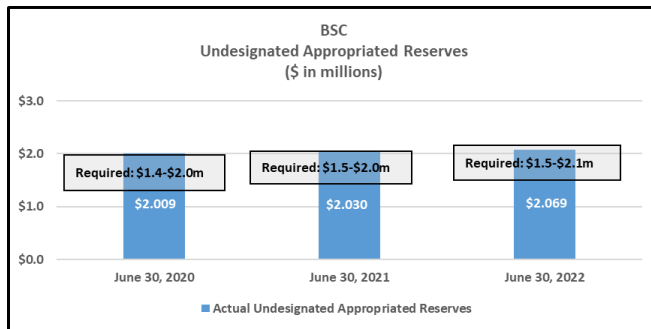 BSC
Undesignated Appropriated Reserves
($ in millions)
$3.0
$2.0
$1.0
$0.0
Required: $1.4-$2.0m
Required: $1.5-$2.0m
Required: $1.5-$2.1m
$2.009
$2.030
$2.069
June 30, 2020
June 30, 2021
June 30, 2022
Actual Undesignated Appropriated Reserves